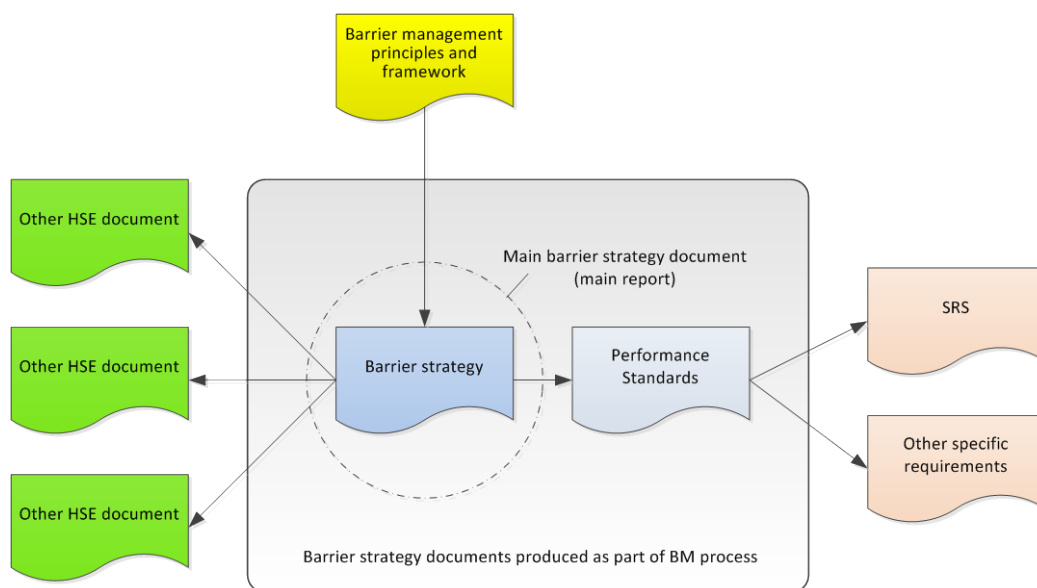 Barrier management
principles and
framework
Other HSE document
Main barrier strategy document
(main report)
SRS
Other HSE document
Barrier strategy
Performance
Standards
Other specific
requirements
Other HSE document
Barrier strategy documents produced as part of BM process